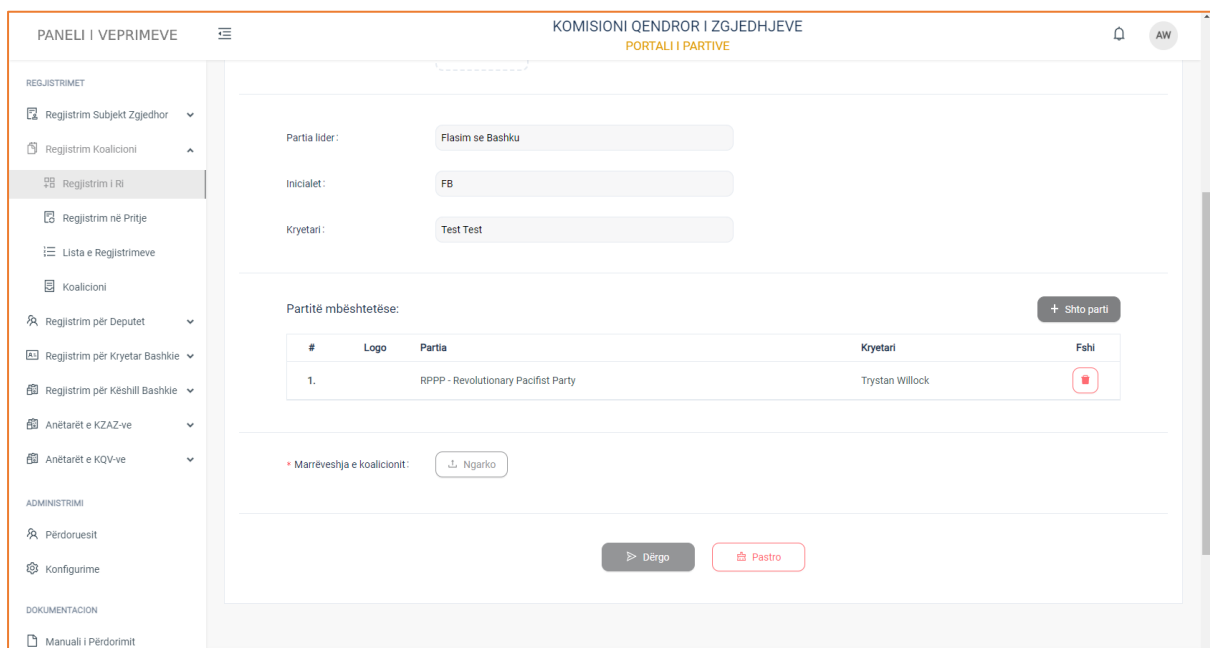 PANELI I VEPRIMEVE
KOMISIONI QENDROR I ZGJEDHJEVE
PORTALI I PARTIVE
AW
REGJISTRIMET
Regjistrim Subjekt Zgjedhor
Regjistrim Koalicioni
Regjistrim i Ri
Regjistrim në Pritje
Lista e Regjistrimeve
Koalicioni
Regjistrim për Deputet
Regjistrim për Kryetar Bashkie
Regjistrim për Këshill Bashkie
Anëtarët e KZAZ-ve
Anëtarët e KQV-ve
ADMINISTRIMI
Përdoruesit
Konfigurime
DOKUMENTACION
Manuali i Përdorimit
Partia lider: Flasim se Bashku
Inicialet: FB
Kryetari: Test Test
Partitë mbështetëse:
+ Shto parti
# Logo Partia Kryetari Fshi
1. RPPP - Revolutionary Pacifist Party Trystan Willock
* Marrëveshja e koalicionit: Ngarko
Dërgo Pastro